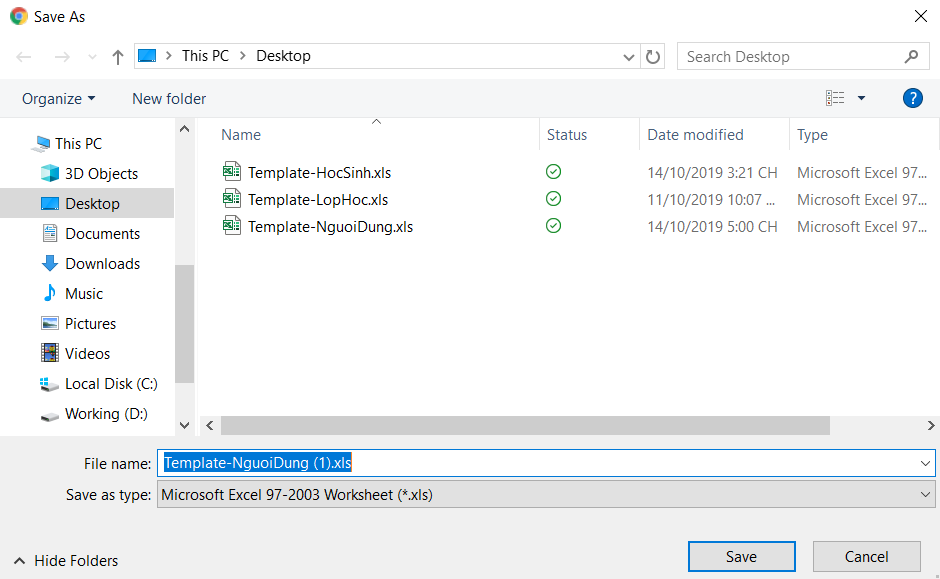 Save As
This PC > Desktop
Search Desktop
Organize
New folder
?
Name
Status
Date modified
Type
This PC
3D Objects
Desktop
Documents
Downloads
Music
Pictures
Videos
Local Disk (C:)
Working (D:)
Template-HocSinh.xls 14/10/2019 3:21 CH Microsoft Excel 97...
Template-LopHoc.xls 11/10/2019 10:07 ... Microsoft Excel 97...
Template-NguoiDung.xls 14/10/2019 5:00 CH Microsoft Excel 97...
File name: Template-NguoiDung (1).xls
Save as type: Microsoft Excel 97-2003 Worksheet (*.xls)
Hide Folders
Save
Cancel